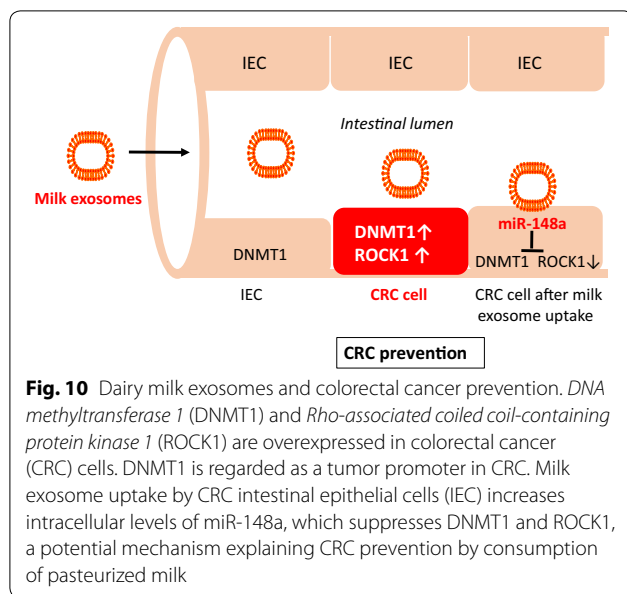 IEC IEC IEC
Intestinal lumen
Milk exosomes
miR-148a
DNMT1↑
ROCK1 ↑
DNMT1
DNMT1 ROCK1↓
IEC
CRC cell
CRC cell after milk
exosome uptake
CRC prevention
Fig. 10 Dairy milk exosomes and colorectal cancer prevention. DNA
methyltransferase 1 (DNMT1) and Rho-associated coiled coil-containing
protein kinase 1 (ROCK1) are overexpressed in colorectal cancer
(CRC) cells. DNMT1 is regarded as a tumor promoter in CRC. Milk
exosome uptake by CRC intestinal epithelial cells (IEC) increases
intracellular levels of miR-148a, which suppresses DNMT1 and ROCK1,
a potential mechanism explaining CRC prevention by consumption
of pasteurized milk